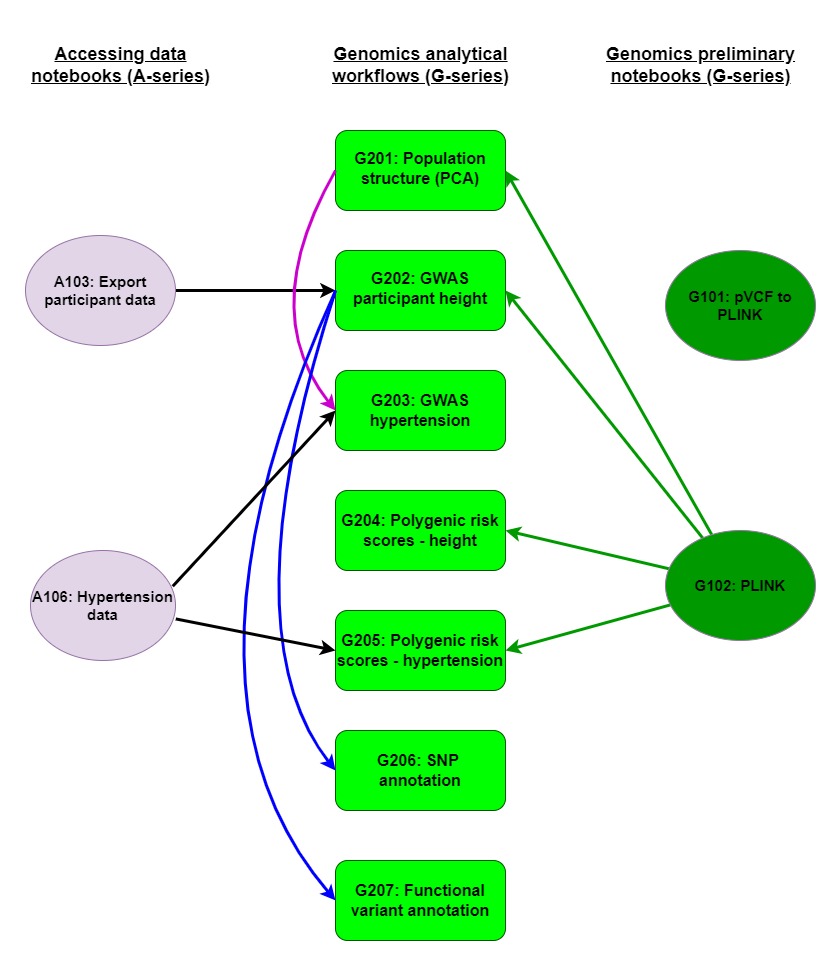 Accessing data
notebooks (A-series)
Genomics analytical
workflows (G-series)
Genomics preliminary
notebooks (G-series)
G201: Population
structure (PCA)
A103: Export
participant data
G202: GWAS
participant height
G101: pVCF to
PLINK
G203: GWAS
hypertension
G204: Polygenic risk
scores - height
A106: Hypertension
data
G102: PLINK
G205: Polygenic risk
scores - hypertension
G206: SNP
annotation
G207: Functional
variant annotation